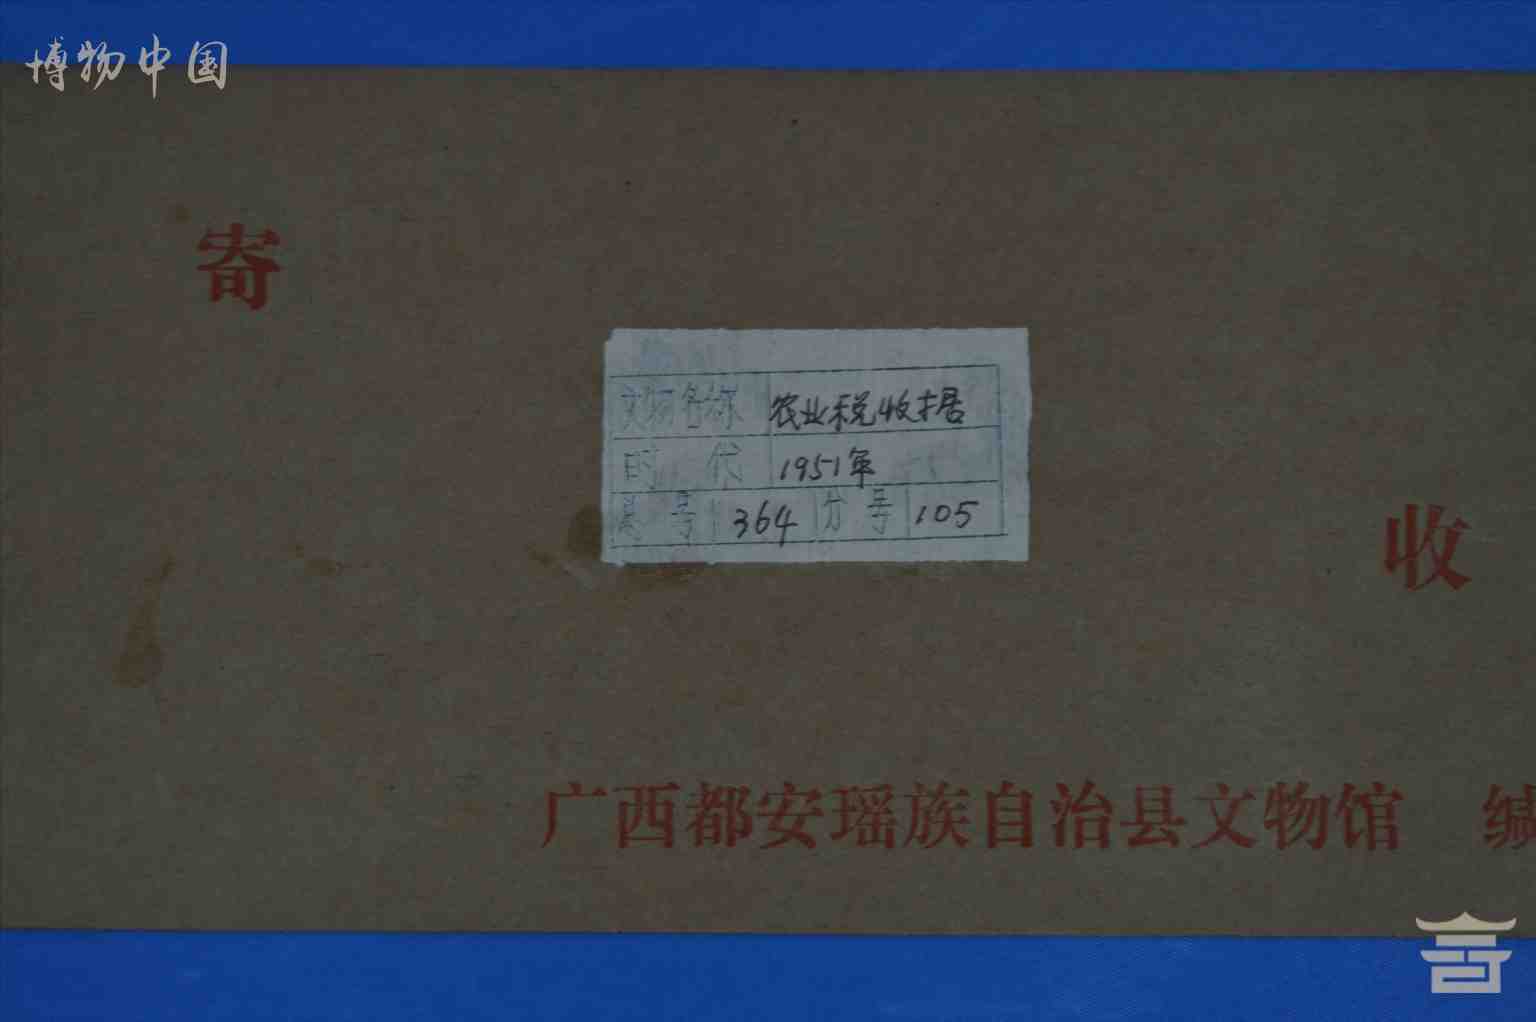 博物中国
寄
文物名称 农业税收据
时 代 1951年
总 号 364 分 号 105
收
广西都安瑶族自治县文物馆 缄